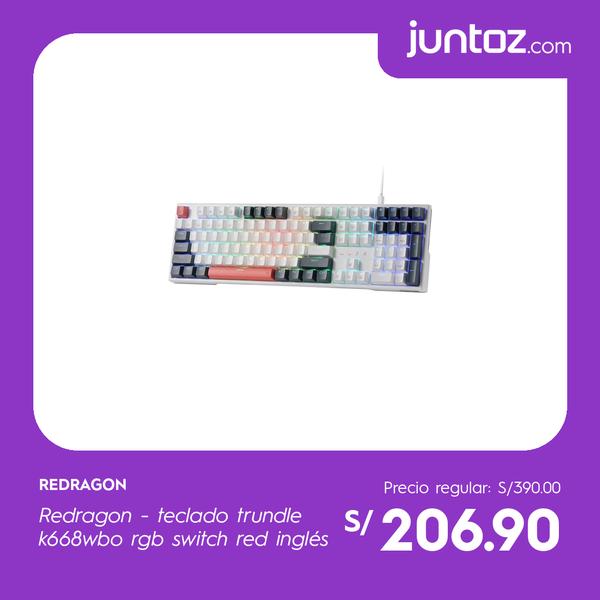 juntoz.com
REDRAGON
Redragon - teclado trundle
k668wbo rgb switch red inglés
Precio regular: S/390.00
S/ 206.90